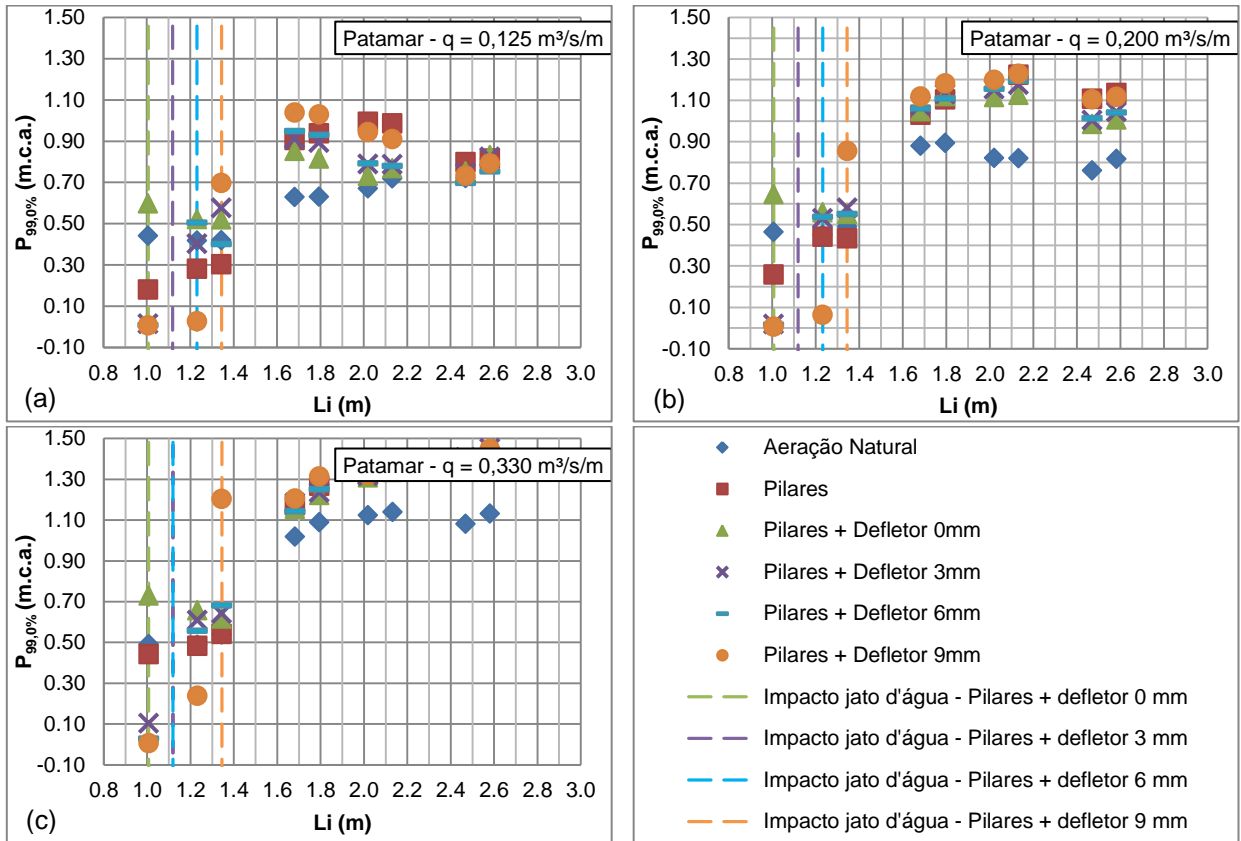 Patamar - q = 0,125 m³/s/m
P99,0% (m.c.a.)
1.50
1.30
1.10
0.90
0.70
0.50
0.30
0.10
-0.10
0.8 1.0 1.2 1.4 1.6 1.8 2.0 2.2 2.4 2.6 2.8 3.0
(a)
Li (m)
Patamar - q = 0,200 m³/s/m
P99,0% (m.c.a.)
1.50
1.30
1.10
0.90
0.70
0.50
0.30
0.10
-0.10
0.8 1.0 1.2 1.4 1.6 1.8 2.0 2.2 2.4 2.6 2.8 3.0
(b)
Li (m)
Patamar - q = 0,330 m³/s/m
P99,0% (m.c.a.)
1.50
1.30
1.10
0.90
0.70
0.50
0.30
0.10
-0.10
0.8 1.0 1.2 1.4 1.6 1.8 2.0 2.2 2.4 2.6 2.8 3.0
(c)
Li (m)
Aeração Natural
Pilares
Pilares + Defletor 0mm
Pilares + Defletor 3mm
Pilares + Defletor 6mm
Pilares + Defletor 9mm
Impacto jato d'água - Pilares + defletor 0 mm
Impacto jato d'água - Pilares + defletor 3 mm
Impacto jato d'água - Pilares + defletor 6 mm
Impacto jato d'água - Pilares + defletor 9 mm